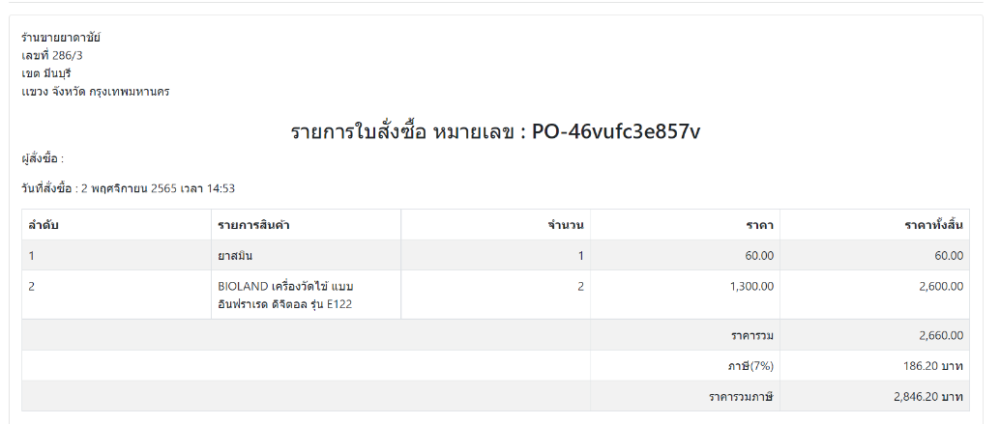 ร้านขายยาดาชัย์
เลขที่ 286/3
เขต มีนบุรี
แขวง จังหวัด กรุงเทพมหานคร
รายการใบสั่งซื้อ หมายเลข : PO-46vufc3e857v
ผู้สั่งซื้อ :
วันที่สั่งซื้อ : 2 พฤศจิกายน 2565 เวลา 14:53
ลำดับ รายการสินค้า จำนวน ราคา ราคาทั้งสิ้น
1 ยาสมิน 1 60.00 60.00
2 BIOLAND เครื่องวัดไข้ แบบ 2 1,300.00 2,600.00
อินฟราเรด ดิจิตอล รุ่น E122
ราคารวม 2,660.00
ภาษี(7%) 186.20 บาท
ราคารวมภาษี 2,846.20 บาท